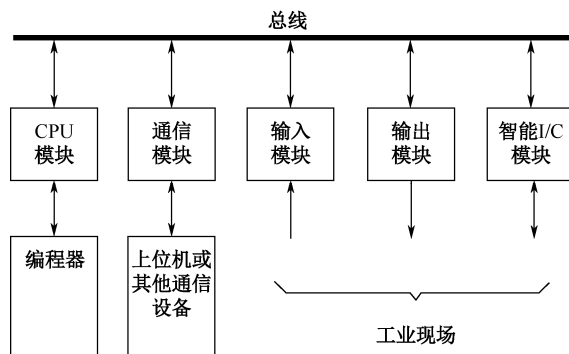 总线
CPU
模块
通信
模块
输入
模块
输出
模块
智能I/C
模块
编程器
上位机或
其他通信
设备
工业现场